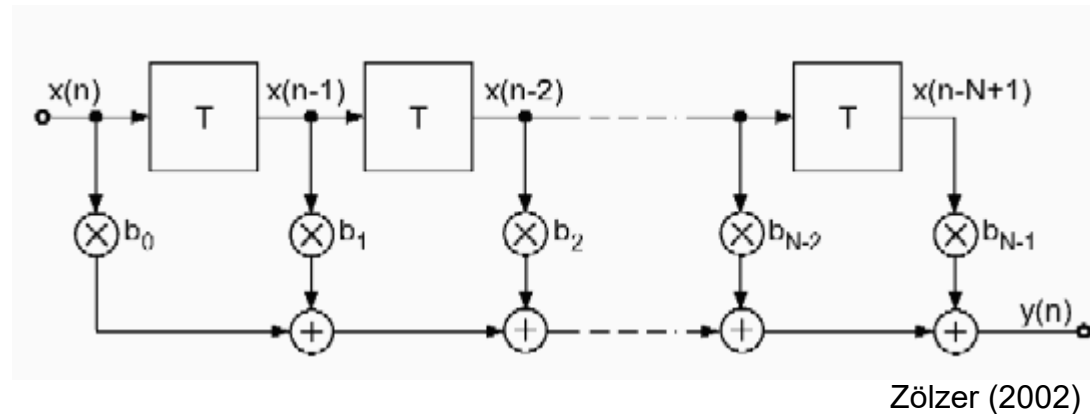 x(n) x(n-1) x(n-2) x(n-N+1)
T T T
b0 b1 b2 bN-2 bN-1
y(n)
Zölzer (2002)